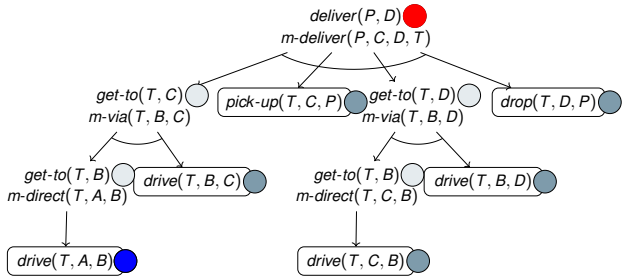 deliver(P, D)
m-deliver(P, C, D, T)
get-to(T, C)
m-via(T, B, C)
pick-up(T, C, P)
get-to(T, D)
m-via(T, B, D)
drop(T, D, P)
get-to(T, B)
m-direct(T, A, B)
drive(T, B, C)
get-to(T, B)
m-direct(T, C, B)
drive(T, B, D)
drive(T, A, B)
drive(T, C, B)